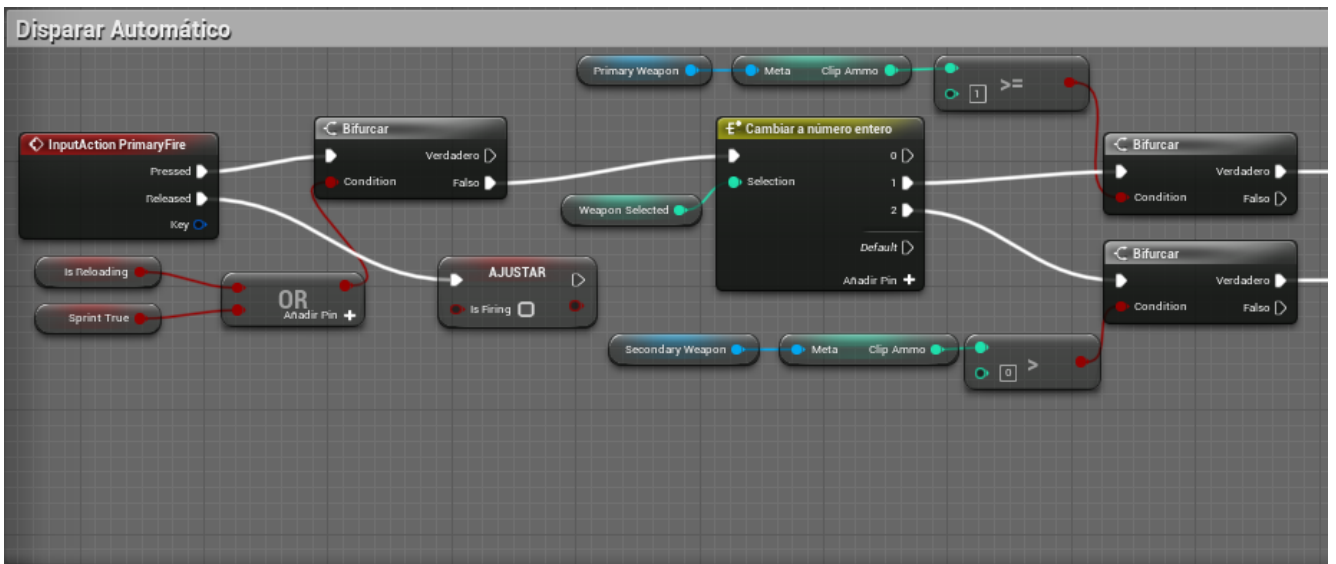 Disparar Automático
Primary Weapon
Meta Clip Ammo
1 >=
InputAction PrimaryFire
Pressed
Released
Key
Bifurcar
Verdadero
Condition Falso
Cambiar a número entero
0
Selection 1
2
Default
Añadir Pin
Weapon Selected
Bifurcar
Verdadero
Condition Falso
Bifurcar
Verdadero
Condition Falso
Is Reloading
Sprint True
OR
Añadir Pin
AJUSTAR
Is Firing
Secondary Weapon
Meta Clip Ammo
0 >